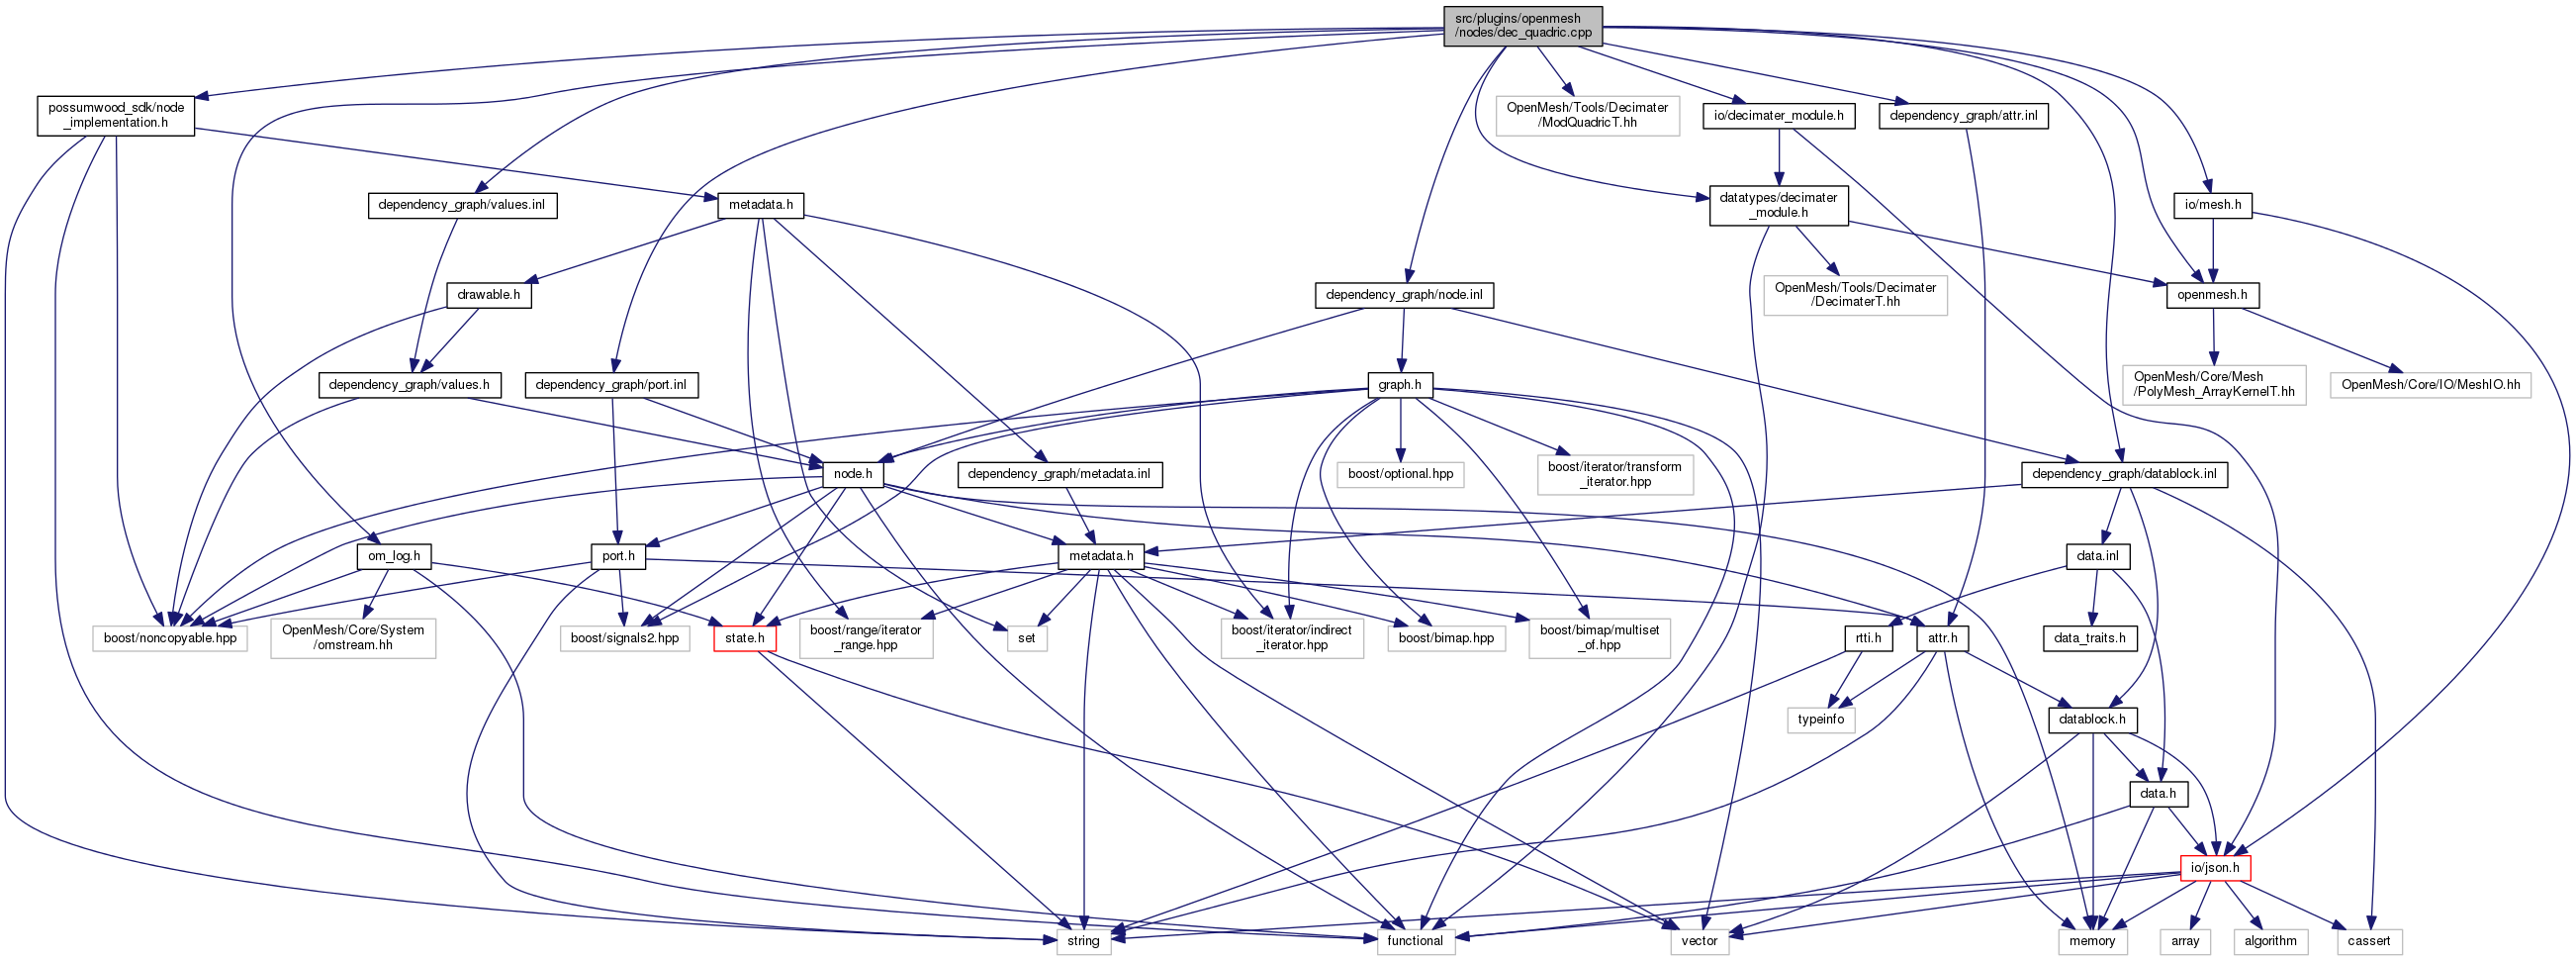 src/plugins/openmesh
/nodes/dec_quadric.cpp
possumwood_sdk/node
_implementation.h
OpenMesh/Tools/Decimater
/ModQuadricT.hh
io/decimater_module.h
dependency_graph/attr.inl
dependency_graph/values.inl
metadata.h
datatypes/decimater
_module.h
io/mesh.h
drawable.h
dependency_graph/node.inl
OpenMesh/Tools/Decimater
/DecimaterT.hh
openmesh.h
dependency_graph/values.h
dependency_graph/port.inl
graph.h
OpenMesh/Core/Mesh
/PolyMesh_ArrayKernelT.hh
OpenMesh/Core/IO/MeshIO.hh
node.h
dependency_graph/metadata.inl
boost/optional.hpp
boost/iterator/transform
_iterator.hpp
dependency_graph/datablock.inl
om_log.h
port.h
metadata.h
data.inl
boost/noncopyable.hpp
OpenMesh/Core/System
/omstream.hh
boost/signals2.hpp
state.h
boost/range/iterator
_range.hpp
set
boost/iterator/indirect
_iterator.hpp
boost/bimap.hpp
boost/bimap/multiset
_of.hpp
rtti.h
attr.h
data_traits.h
typeinfo
datablock.h
data.h
io/json.h
string
functional
vector
memory
array
algorithm
cassert